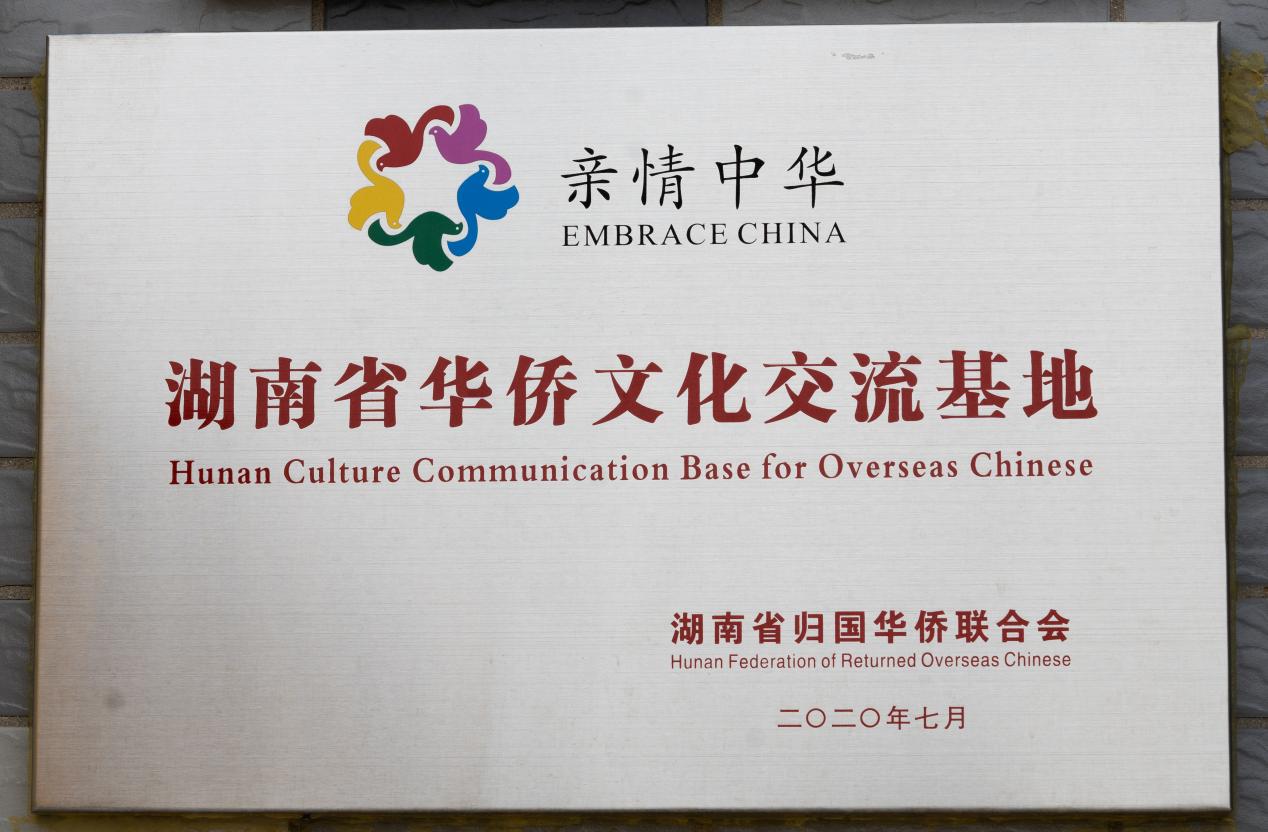 亲情中华
EMBRACE CHINA
湖南省华侨文化交流基地
Hunan Culture Communication Base for Overseas Chinese
湖南省归国华侨联合会
Hunan Federation of Returned Overseas Chinese
二〇二〇年七月